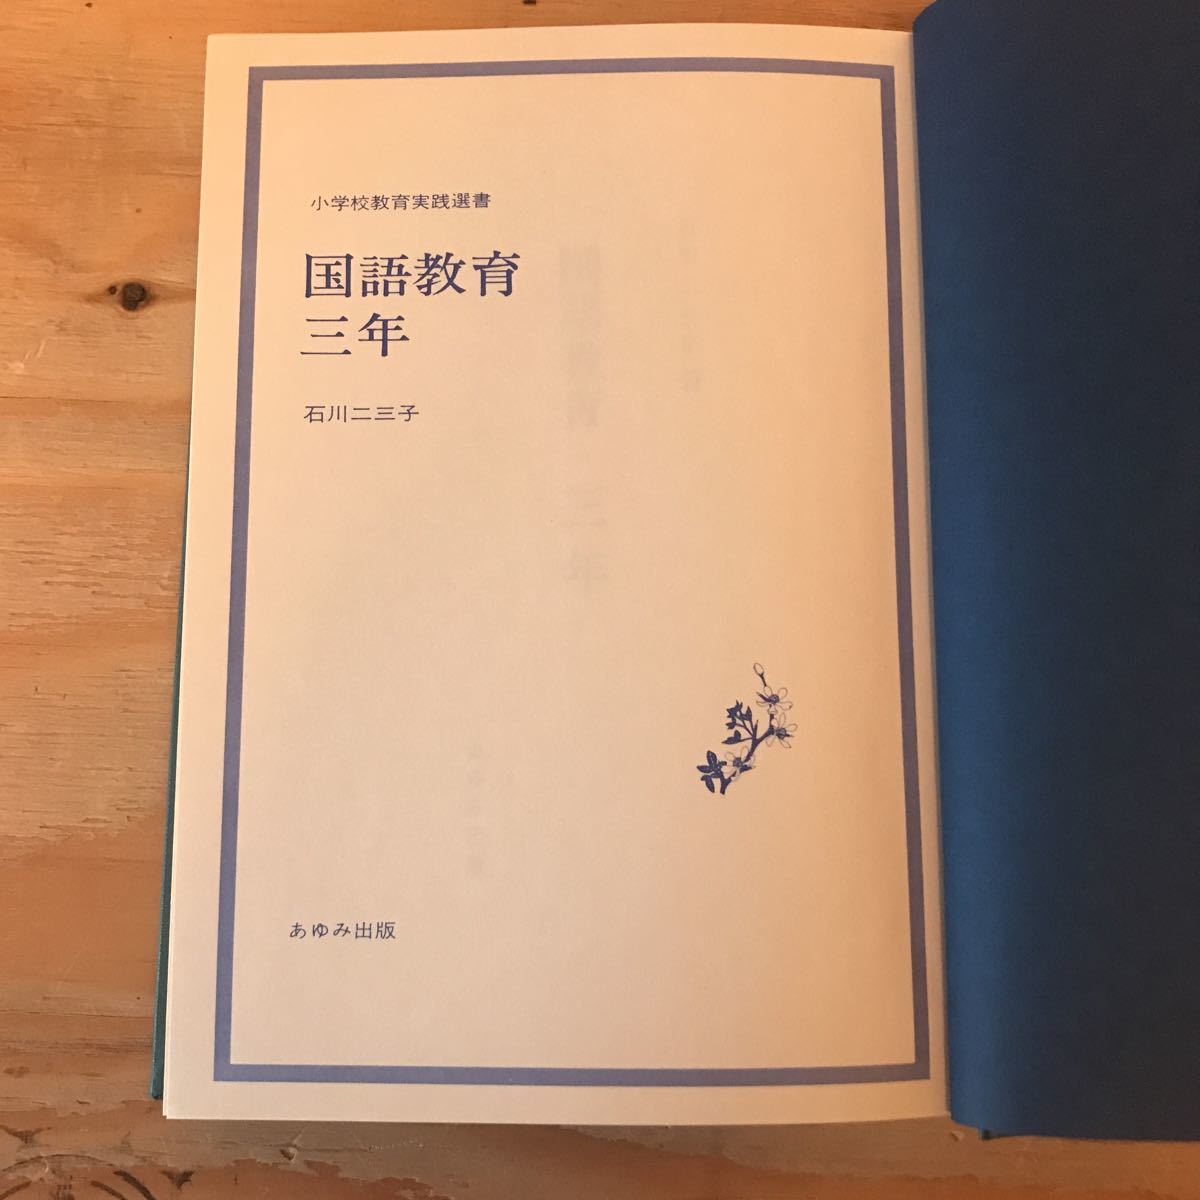 小学校教育実践選書
国語教育
三年
石川二三子
あゆみ出版